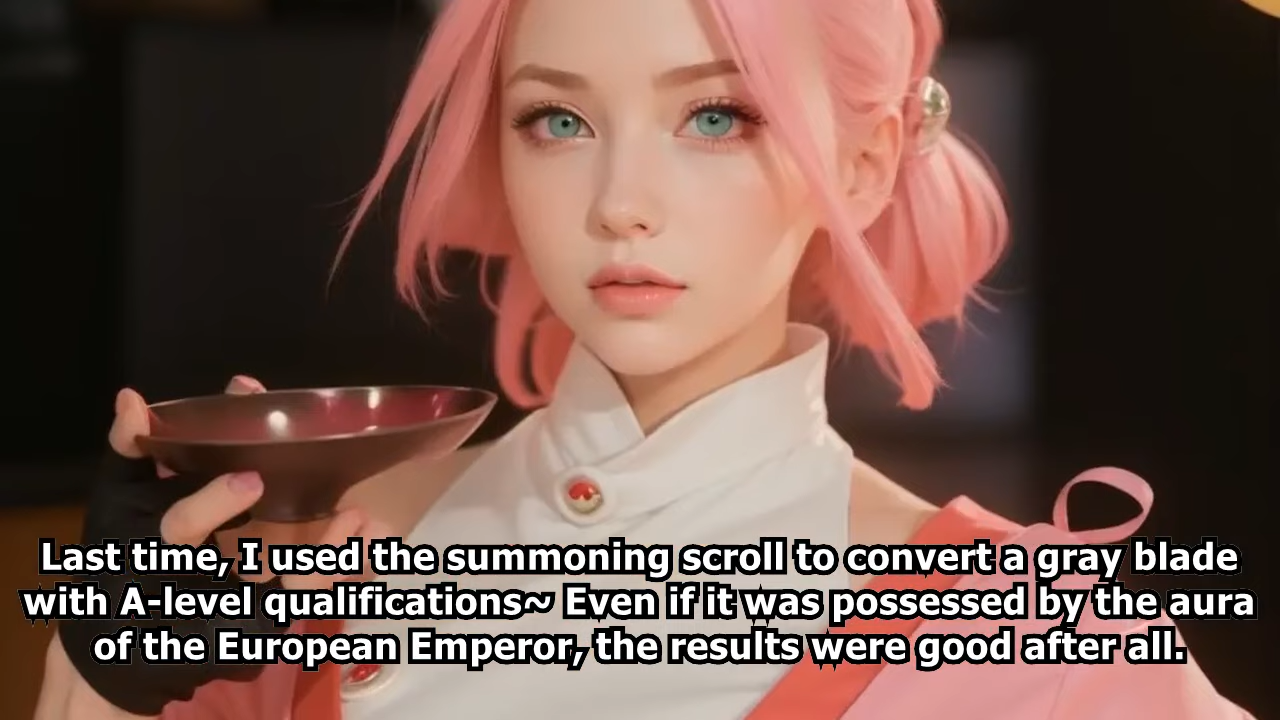 Last time, I used the summoning scroll to convert a gray blade
with A-level qualifications~ Even if it was possessed by the aura
of the European Emperor, the results were good after all.